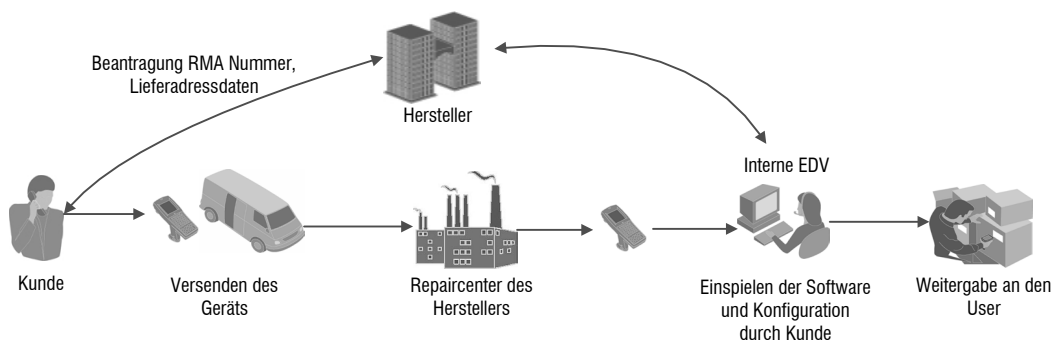 Beantragung RMA Nummer,
Lieferadressdaten
Hersteller
Interne EDV
Kunde
Versenden des
Geräts
Repaircenter des
Herstellers
Einspielen der Software
und Konfiguration
durch Kunde
Weitergabe an den
User